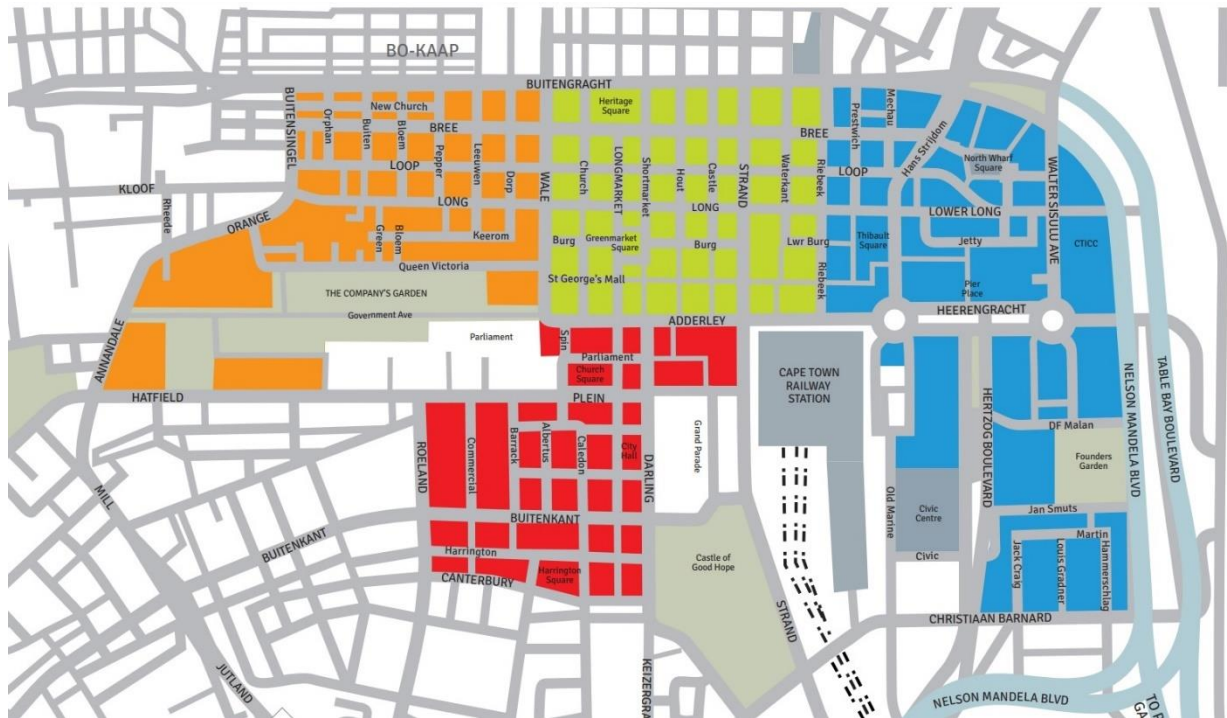 BO-KAAP
BUITENGRAGHT
BUITENSINGEL
New Church
Orphan
Buiten
Bloem
BREE
Pepper
Leeuwen
Dorp
LOOP
LONG
WALE
Heritage
Square
Church
LONGMARKET
Shortmarket
Hout
Castle
STRAND
Waterkant
BREE
Riebeek
LOOP
Prestwich
Mechau
Hans Strijdom
North Wharf
Square
WALTER SISULU AVE
KLOOF
Rheede
ORANGE
Green
Bloem
Keerom
Queen Victoria
Burg
Greenmarket
Square
Burg
LONG
Lwr Burg
Riebeek
Thibault
Square
LOWER LONG
Jetty
CTICC
Pier
Place
St George's Mall
THE COMPANY'S GARDEN
Government Ave
ADDERLEY
HEERENGRACHT
ANNANDALE
Parliament
Spin
Parliament
Church
Square
HATFIELD
PLEIN
CAPE TOWN
RAILWAY
STATION
HERTZOG BOULEVARD
NELSON MANDELA BLVD
TABLE BAY BOULEVARD
DF Malan
Founders
Garden
ROELAND
Commercial
Barrack
Albertus
Caledon
City
Hall
DARLING
Grand Parade
MILL
BUITENKANT
BUITENKANT
Harrington
CANTERBURY
Harrington
Square
Castle of
Good Hope
STRAND
Old Marine
Civic
Centre
Civic
Jan Smuts
Martin
Jack Craig
Louis Gradner
Hammerschlag
CHRISTIAAN BARNARD
JUTLAND
KEIZERGRA
NELSON MANDELA BLVD